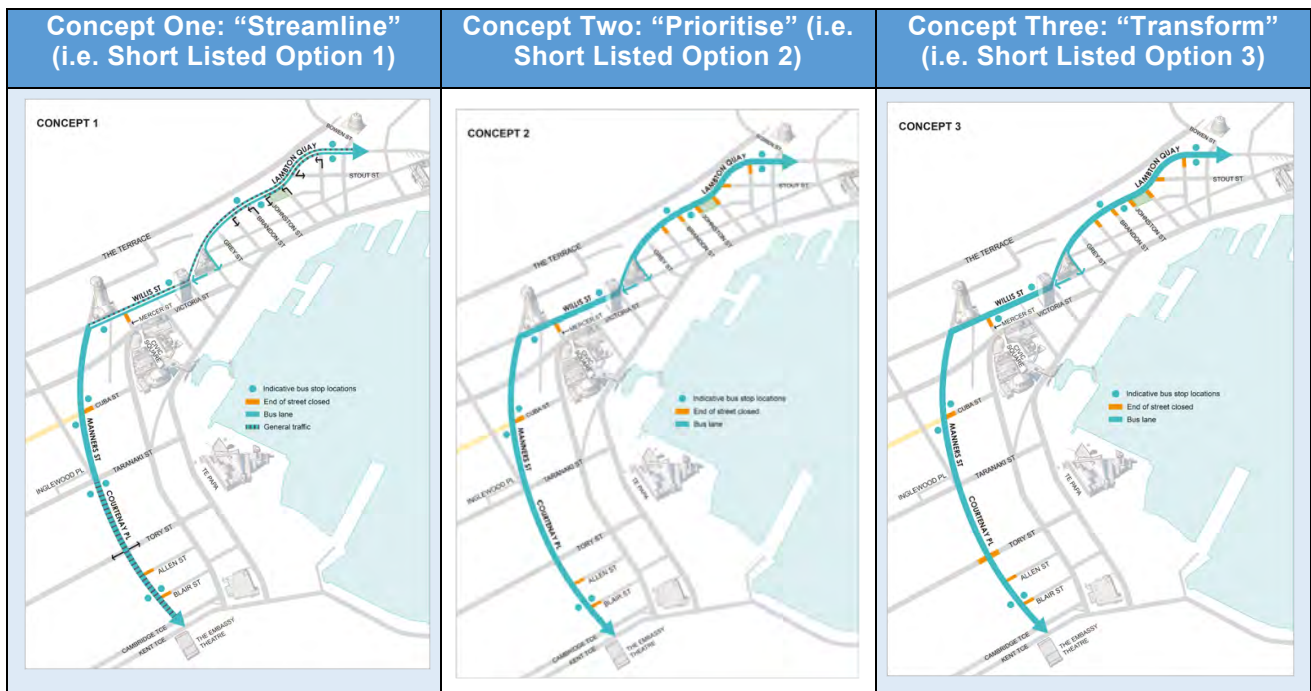 Concept One: “Streamline”
(i.e. Short Listed Option 1)
Concept Two: “Prioritise” (i.e.
Short Listed Option 2)
Concept Three: “Transform”
(i.e. Short Listed Option 3)
CONCEPT 1
BOWEN ST
LAMBTON QUAY
STOUT ST
JOHNSTON ST
BRANDON ST
GREY ST
THE TERRACE
WILLIS ST
MERCER ST
VICTORIA ST
CIVIC
SQUARE
Indicative bus stop locations
End of street closed
Bus lane
General traffic
CUBA ST
MANNERS ST
TARANAKI ST
INGLEWOOD PL
TE PAPA
COURTENAY PL
TORY ST
ALLEN ST
BLAIR ST
CAMBRIDGE TCE
KENT TCE
THE EMBASSY
THEATRE
CONCEPT 2
BOWEN ST
LAMBTON QUAY
STOUT ST
JOHNSTON ST
BRANDON ST
GREY ST
THE TERRACE
WILLIS ST
MERCER ST
VICTORIA ST
CIVIC
SQUARE
Indicative bus stop locations
End of street closed
Bus lane
CUBA ST
MANNERS ST
TARANAKI ST
INGLEWOOD PL
TE PAPA
COURTENAY PL
TORY ST
ALLEN ST
BLAIR ST
CAMBRIDGE TCE
KENT TCE
THE EMBASSY
THEATRE
CONCEPT 3
BOWEN ST
LAMBTON QUAY
STOUT ST
JOHNSTON ST
BRANDON ST
GREY ST
THE TERRACE
WILLIS ST
MERCER ST
VICTORIA ST
CIVIC
SQUARE
Indicative bus stop locations
End of street closed
Bus lane
CUBA ST
MANNERS ST
TARANAKI ST
INGLEWOOD PL
TE PAPA
COURTENAY PL
TORY ST
ALLEN ST
BLAIR ST
CAMBRIDGE TCE
KENT TCE
THE EMBASSY
THEATRE